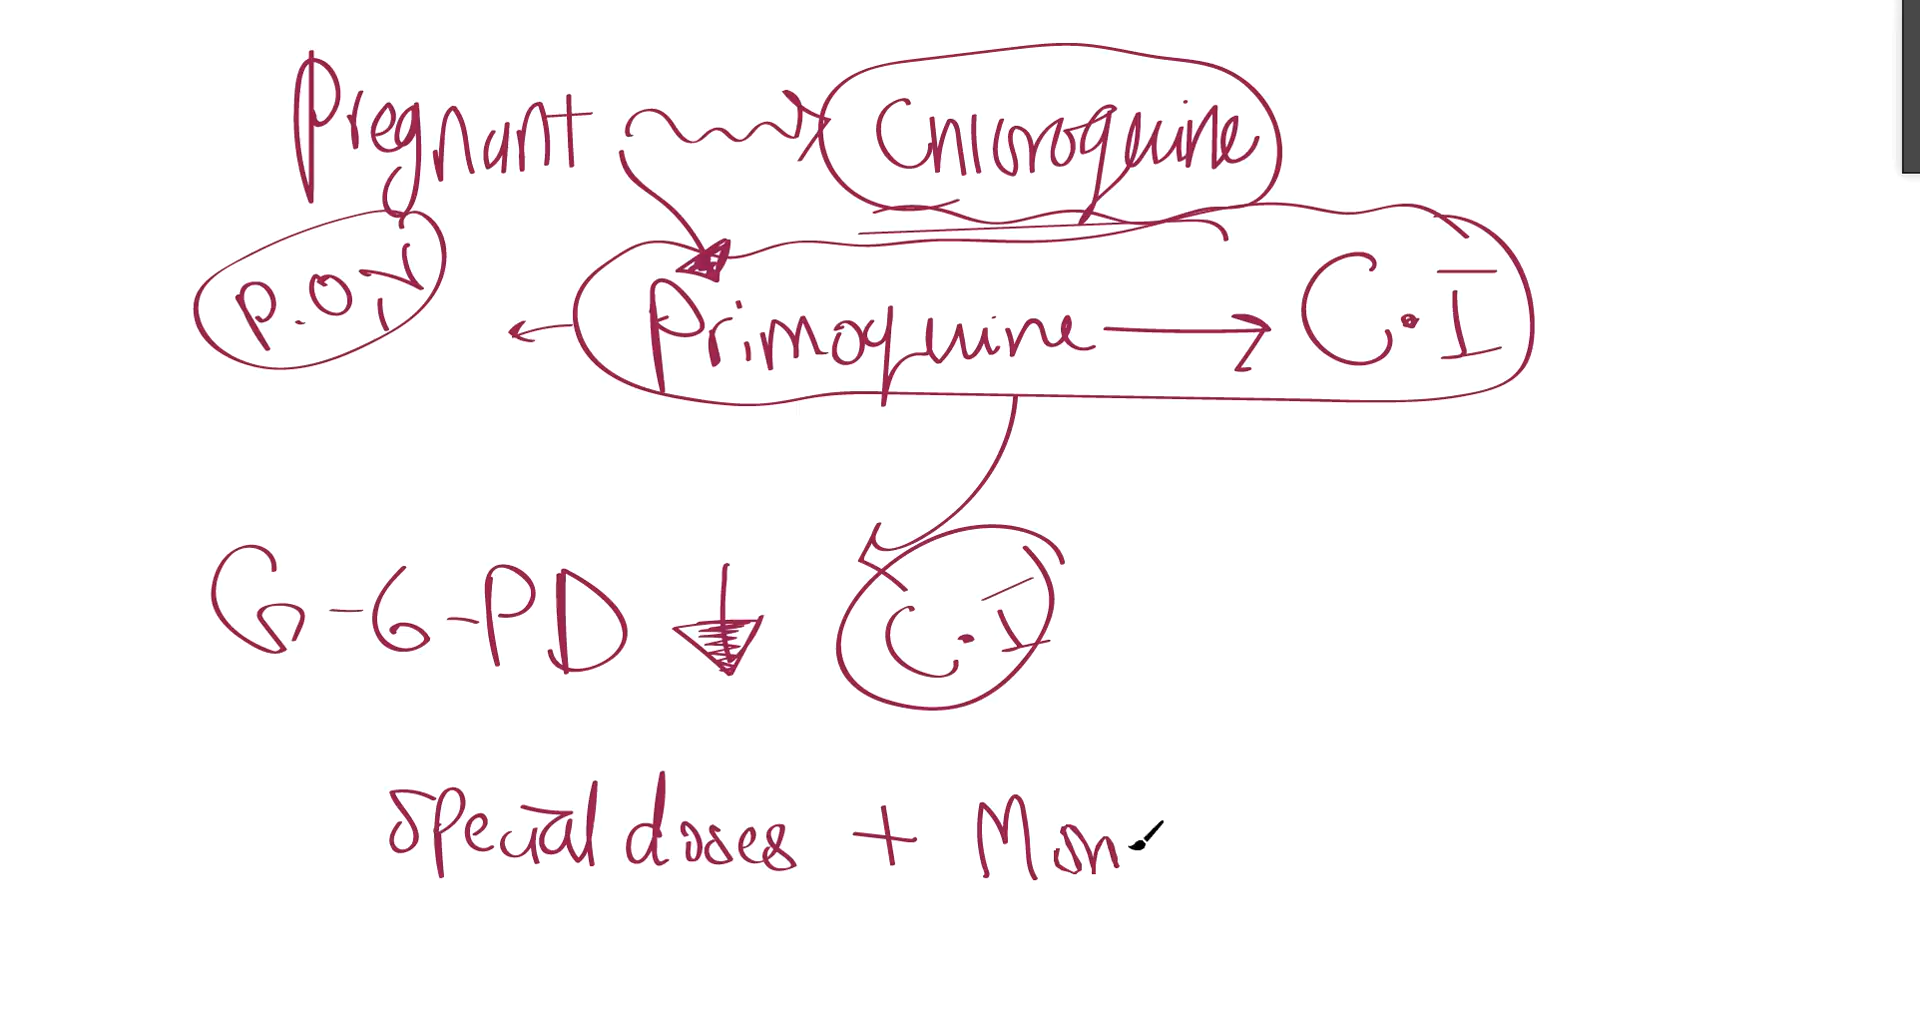 Pregnant Chloroquine
P.O,V Primoquine C.I
G-6-PD C.I
Special doses + Mon